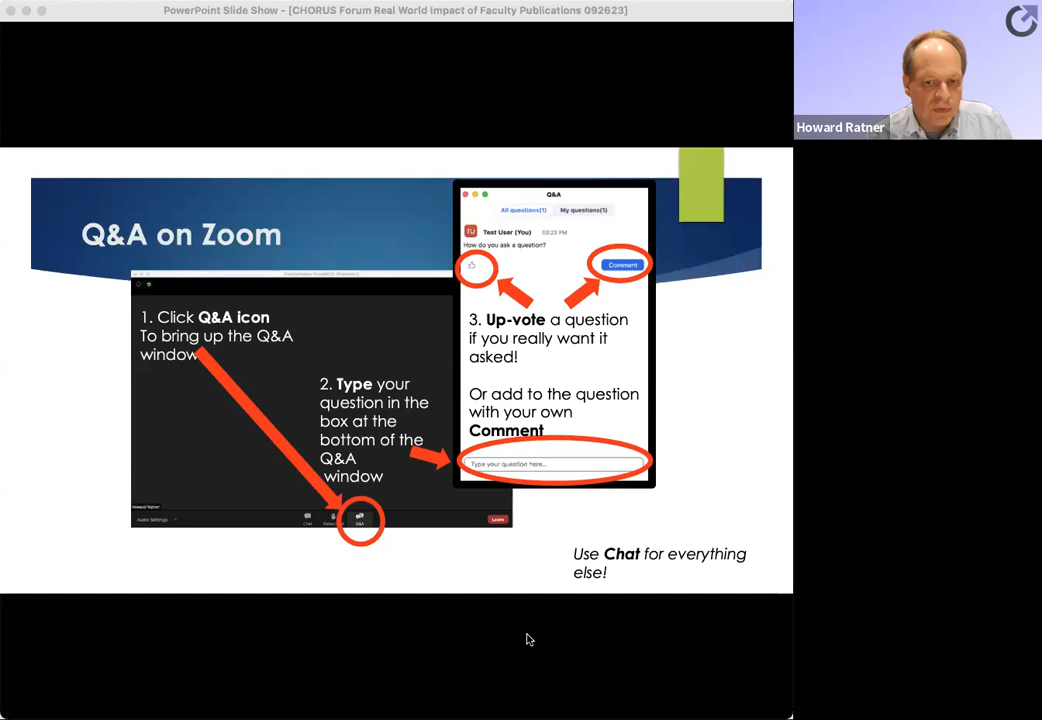 PowerPoint Slide Show - [CHORUS Forum Real World Impact of Faculty Publications 092623]
Howard Ratner
Q&A on Zoom
Q&A
All questions(1) My questions(1)
TU Test User (You) 03:23 PM
How do you ask a question?
Comment
1. Click Q&A icon
To bring up the Q&A
window
2. Type your
question in the
box at the
bottom of the
Q&A
window
3. Up-vote a question
if you really want it
asked!
Or add to the question
with your own
Comment
Type your question here...
Howard Ratner
Audio Settings
Chat
Q&A
Leave
Use Chat for everything
else!